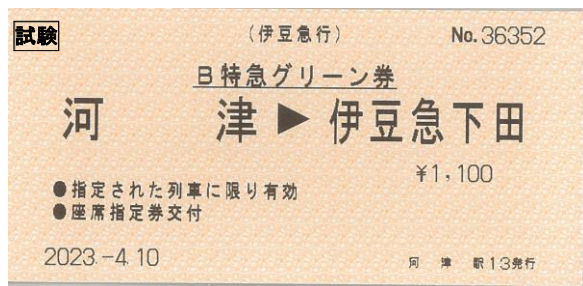 試験
(伊豆急行) No.36352
B特急グリーン券
河 津 ▶ 伊豆急下田
¥1,100
●指定された列車に限り有効
●座席指定券交付
2023.-4.10
河 津 駅13発行